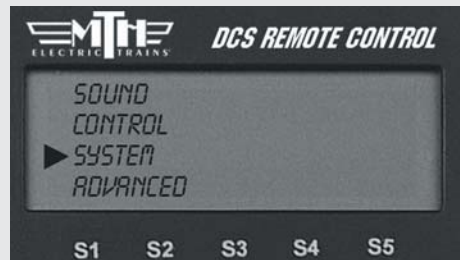 MTH DCS REMOTE CONTROL
ELECTRIC TRAINS
SOUND
CONTROL
SYSTEM
ADVANCED
S1 S2 S3 S4 S5